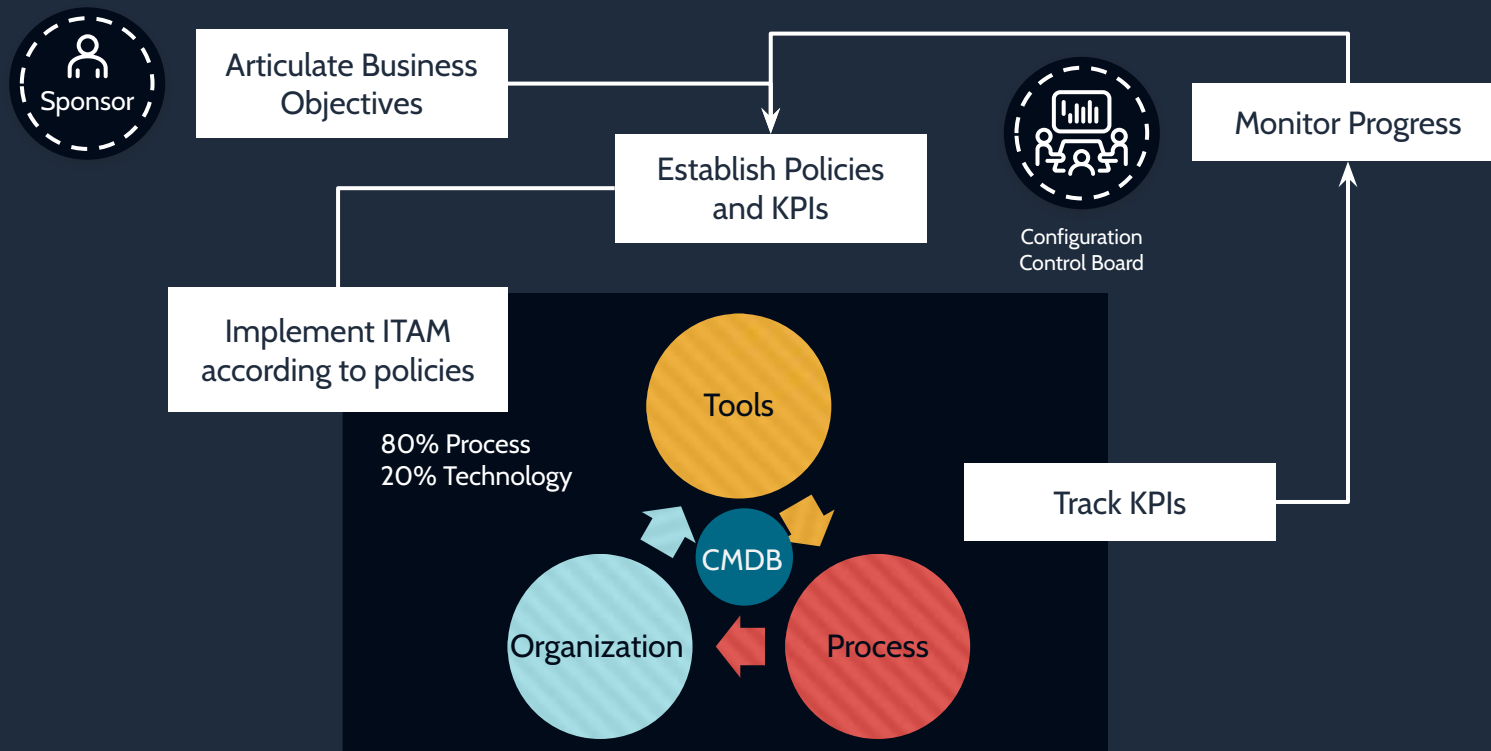 Sponsor
Articulate Business
Objectives
Establish Policies
and KPIs
Configuration
Control Board
Monitor Progress
Implement ITAM
according to policies
80% Process
20% Technology
Tools
Track KPIs
CMDB
Organization
Process